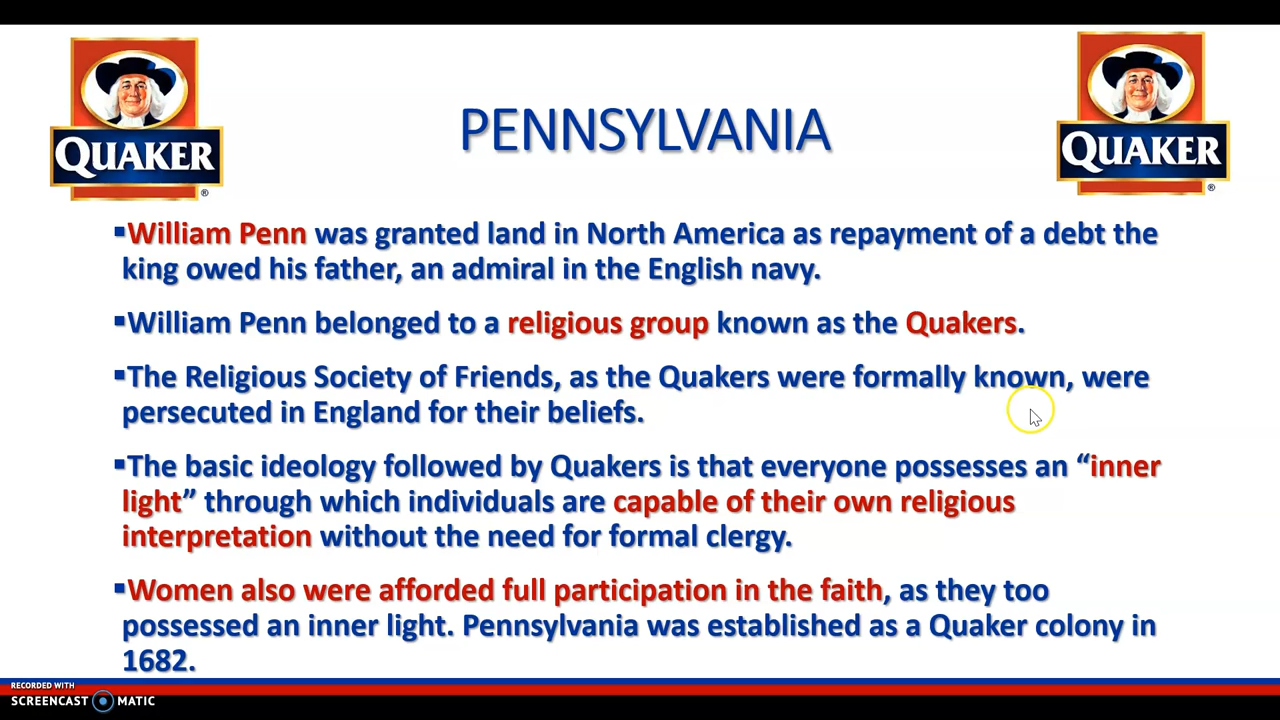 QUAKER
®
PENNSYLVANIA
QUAKER
®
▪William Penn was granted land in North America as repayment of a debt the
king owed his father, an admiral in the English navy.
▪William Penn belonged to a religious group known as the Quakers.
▪The Religious Society of Friends, as the Quakers were formally known, were
persecuted in England for their beliefs.
▪The basic ideology followed by Quakers is that everyone possesses an “inner
light” through which individuals are capable of their own religious
interpretation without the need for formal clergy.
▪Women also were afforded full participation in the faith, as they too
possessed an inner light. Pennsylvania was established as a Quaker colony in
1682.
RECORDED WITH
SCREENCAST MATIC